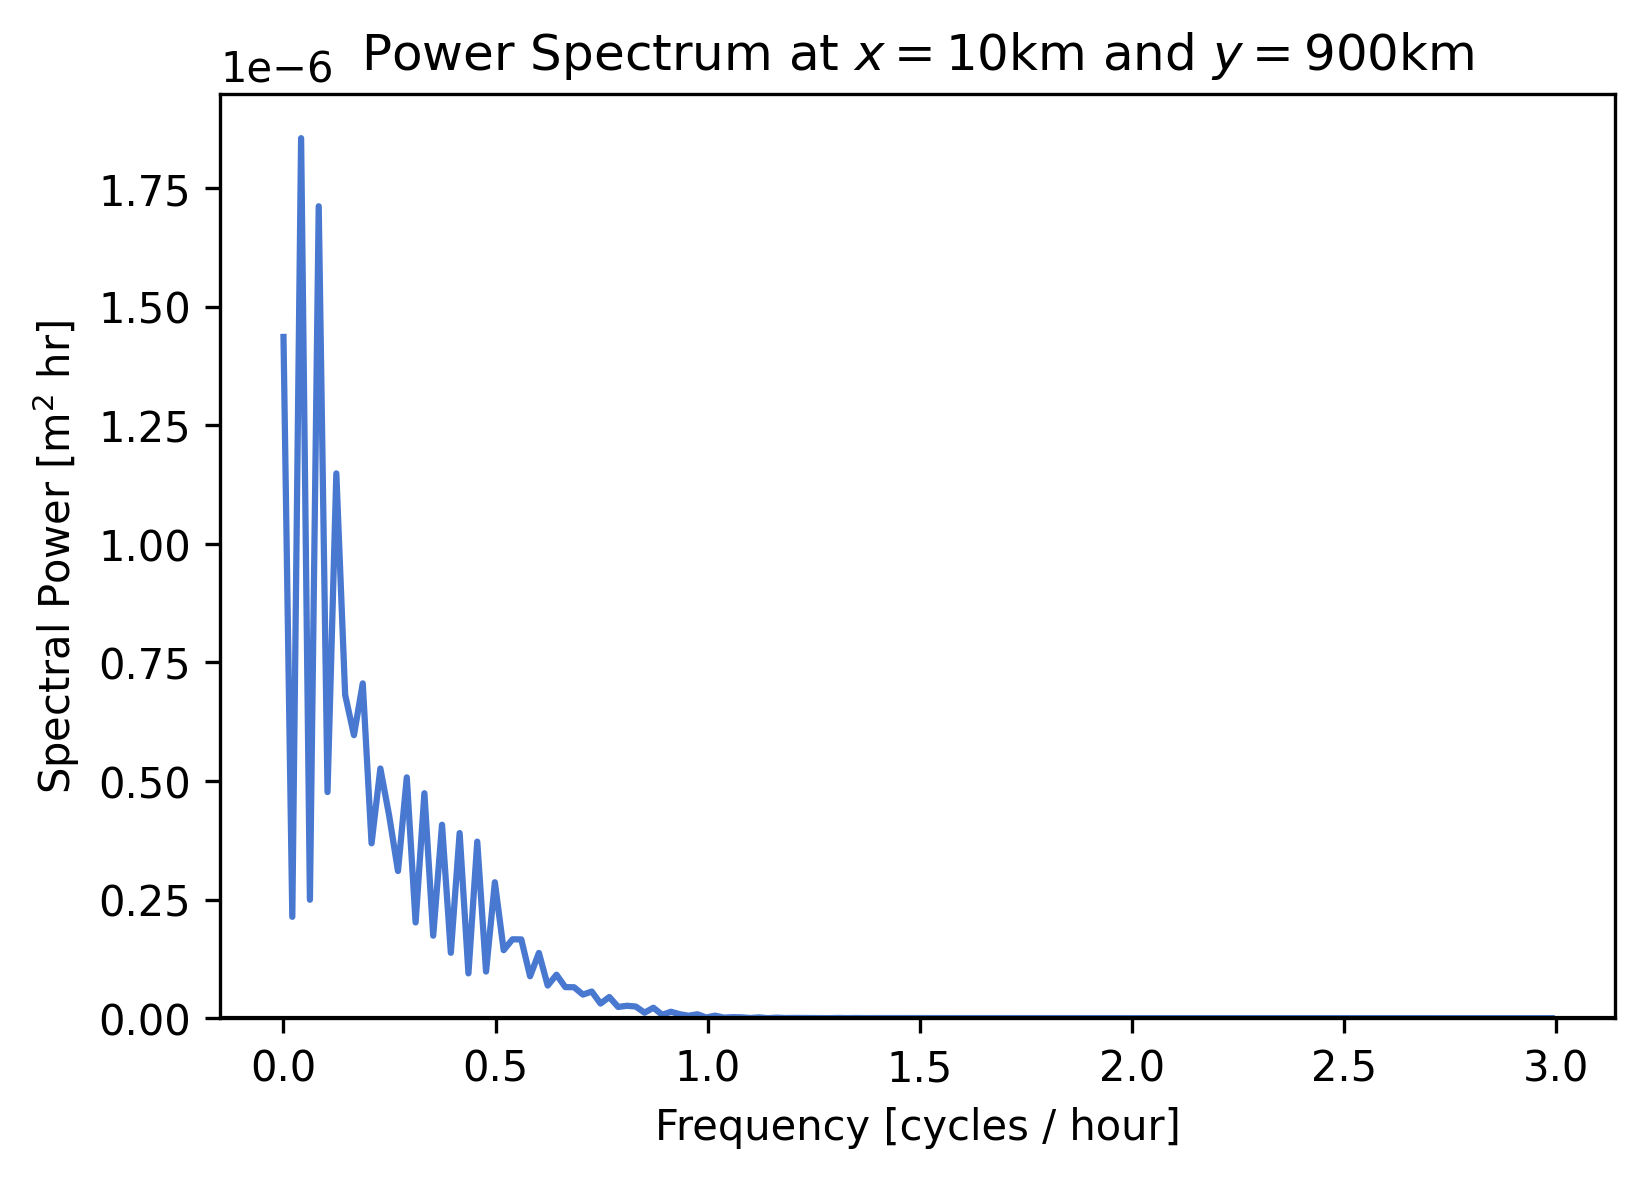 1e−6
Power Spectrum at x = 10km and y = 900km
1.75
1.50
1.25
1.00
0.75
0.50
0.25
0.00
Spectral Power [m² hr]
0.0 0.5 1.0 1.5 2.0 2.5 3.0
Frequency [cycles / hour]